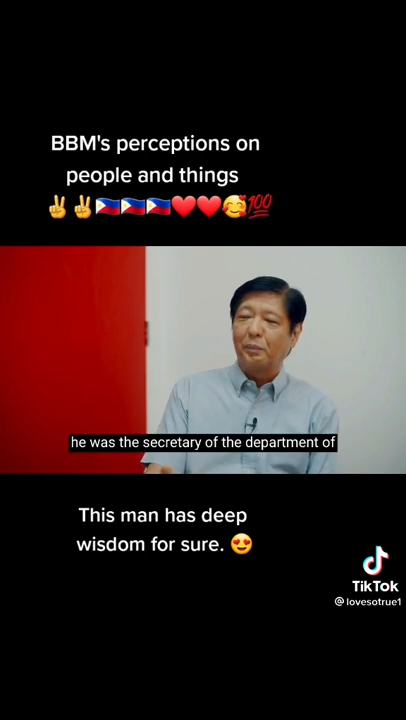 BBM's perceptions on
people and things
✌️✌️🇵🇭🇵🇭🇵🇭❤️❤️🥰💯
he was the secretary of the department of
This man has deep
wisdom for sure. 😍
TikTok
@lovesotrue1